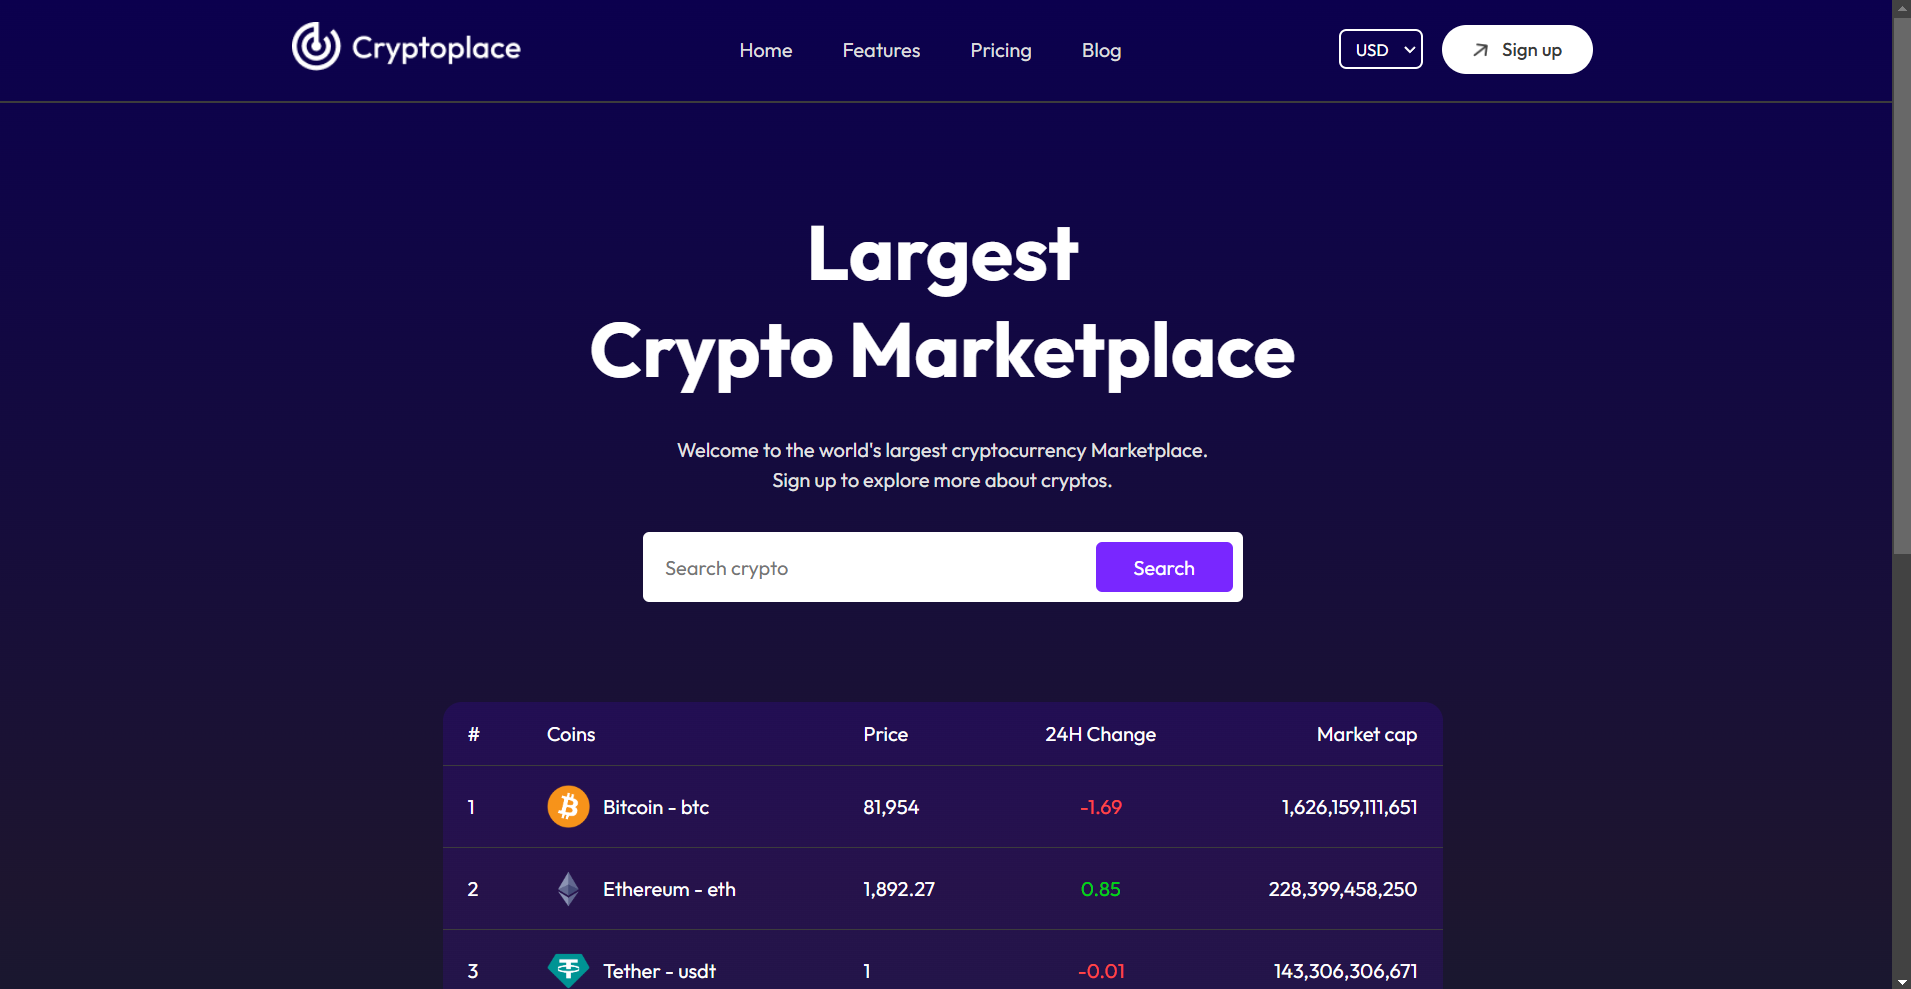 Cryptoplace Home Features Pricing Blog USD Sign up
Largest
Crypto Marketplace
Welcome to the world's largest cryptocurrency Marketplace.
Sign up to explore more about cryptos.
Search crypto Search
# Coins Price 24H Change Market cap
1 Bitcoin - btc 81,954 -1.69 1,626,159,111,651
2 Ethereum - eth 1,892.27 0.85 228,399,458,250
3 Tether - usdt 1 -0.01 143,306,306,671